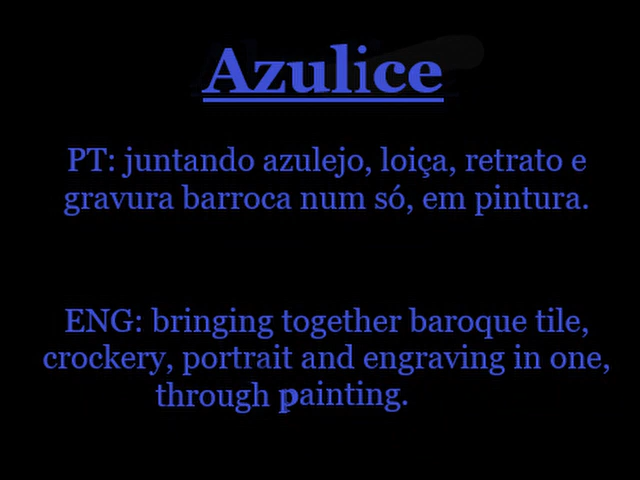 Azulice
PT: juntando azulejo, loiça, retrato e
gravura barroca num só, em pintura.
ENG: bringing together baroque tile,
crockery, portrait and engraving in one,
through painting.